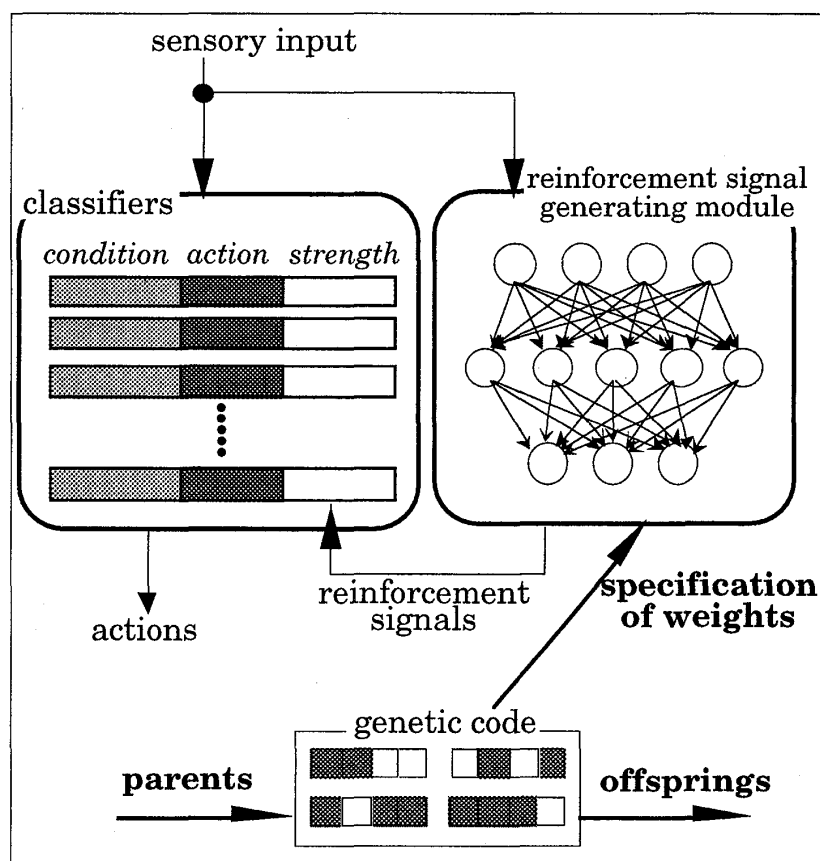 sensory input
classifiers
condition action strength
reinforcement signal
generating module
reinforcement
signals
actions
specification
of weights
genetic code
parents
offsprings